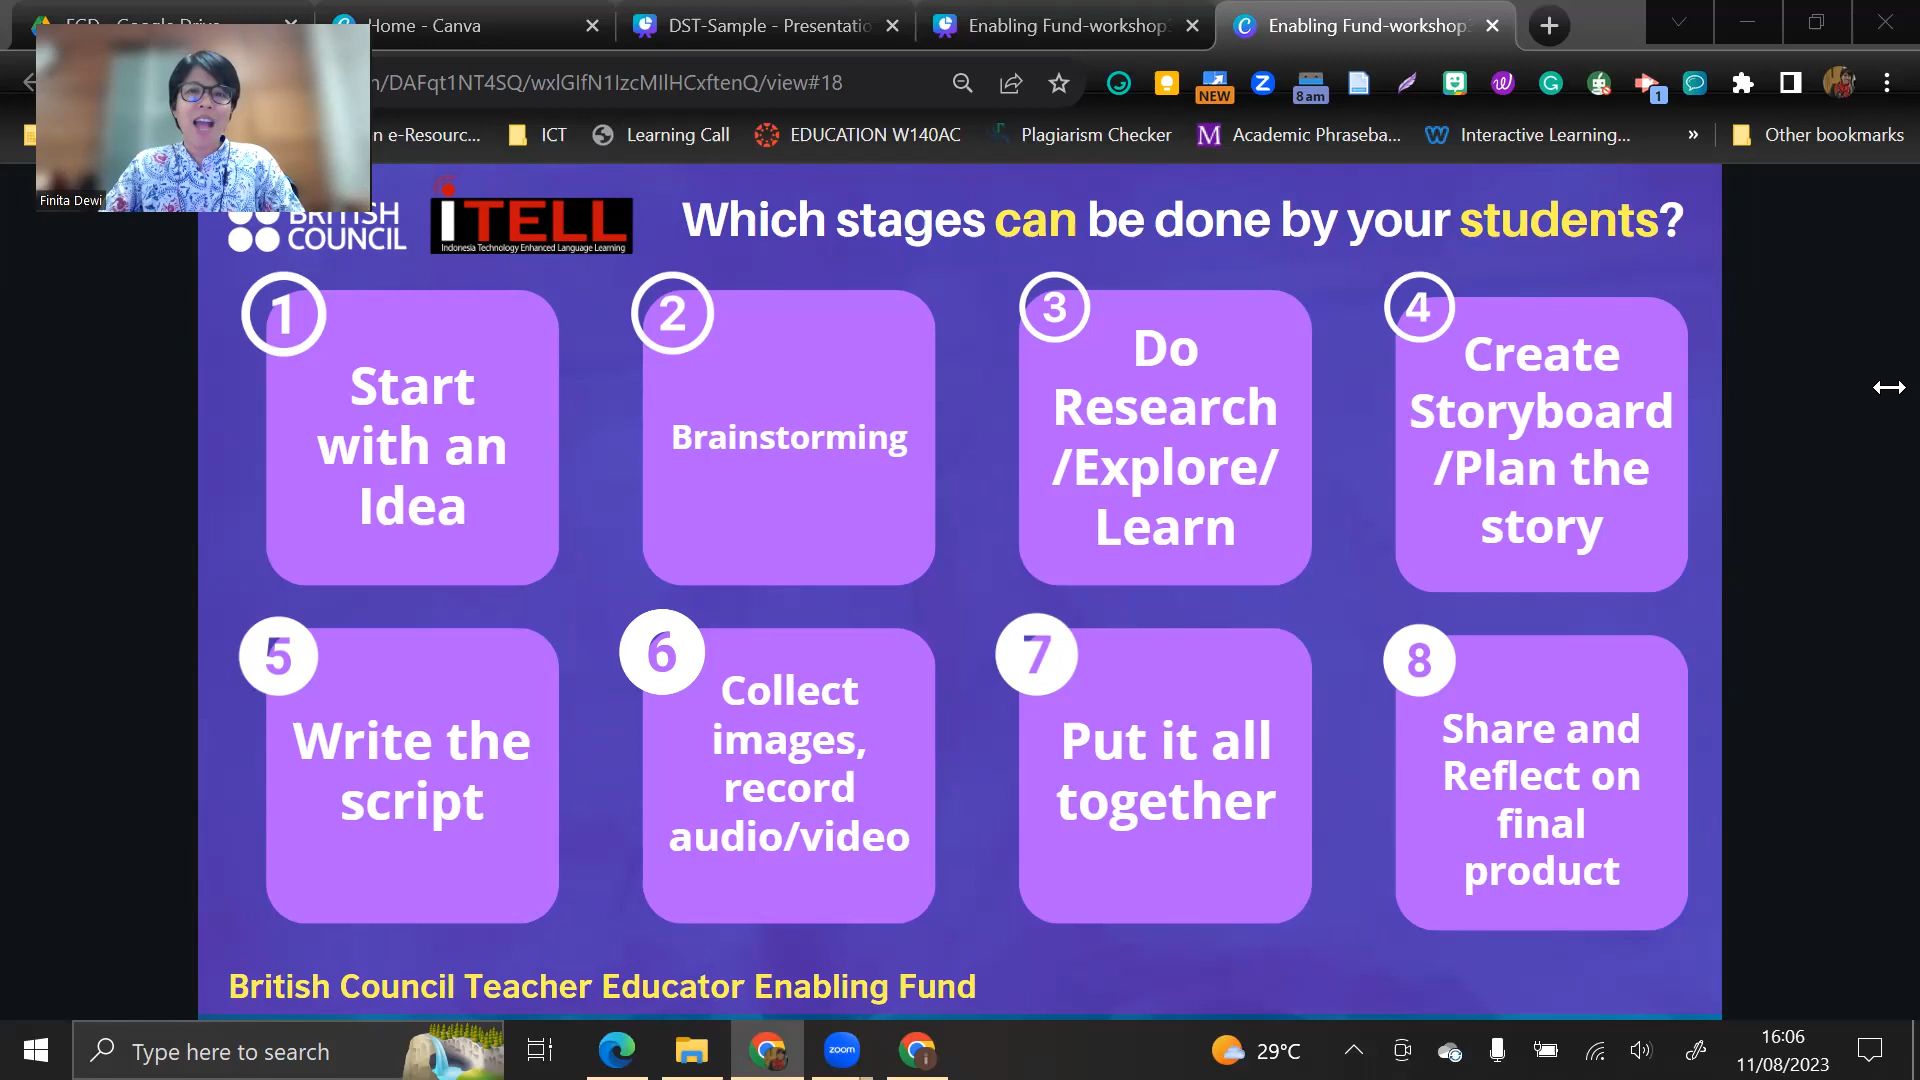 Home - Canva
DST-Sample - Presentatio
Enabling Fund-workshop
Enabling Fund-workshop
n/DAFqt1NT4SQ/wxlGIfN1IzcMIlHCxftenQ/view#18
NEW
8 am
1
n e-Resourc...
ICT
Learning Call
EDUCATION W140AC
Plagiarism Checker
Academic Phraseba...
Interactive Learning...
»
Other bookmarks
Finita Dewi
BRITISH
COUNCIL
iTELL
Indonesia Technology Enhanced Language Learning
Which stages can be done by your students?
1
Start
with an
Idea
2
Brainstorming
3
Do
Research
/Explore/
Learn
4
Create
Storyboard
/Plan the
story
5
Write the
script
6
Collect
images,
record
audio/video
7
Put it all
together
8
Share and
Reflect on
final
product
British Council Teacher Educator Enabling Fund
Type here to search
zoom
29°C
16:06
11/08/2023